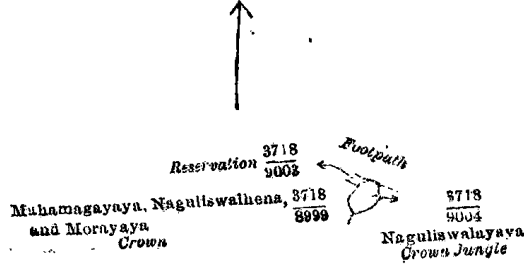 Footpath
Reservation 3718/9003
Muhamagayaya, Naguliswalhena, 3718/8999
and Morayaya
Crown
3718/9004
Naguliswalayaya
Crown Jungle